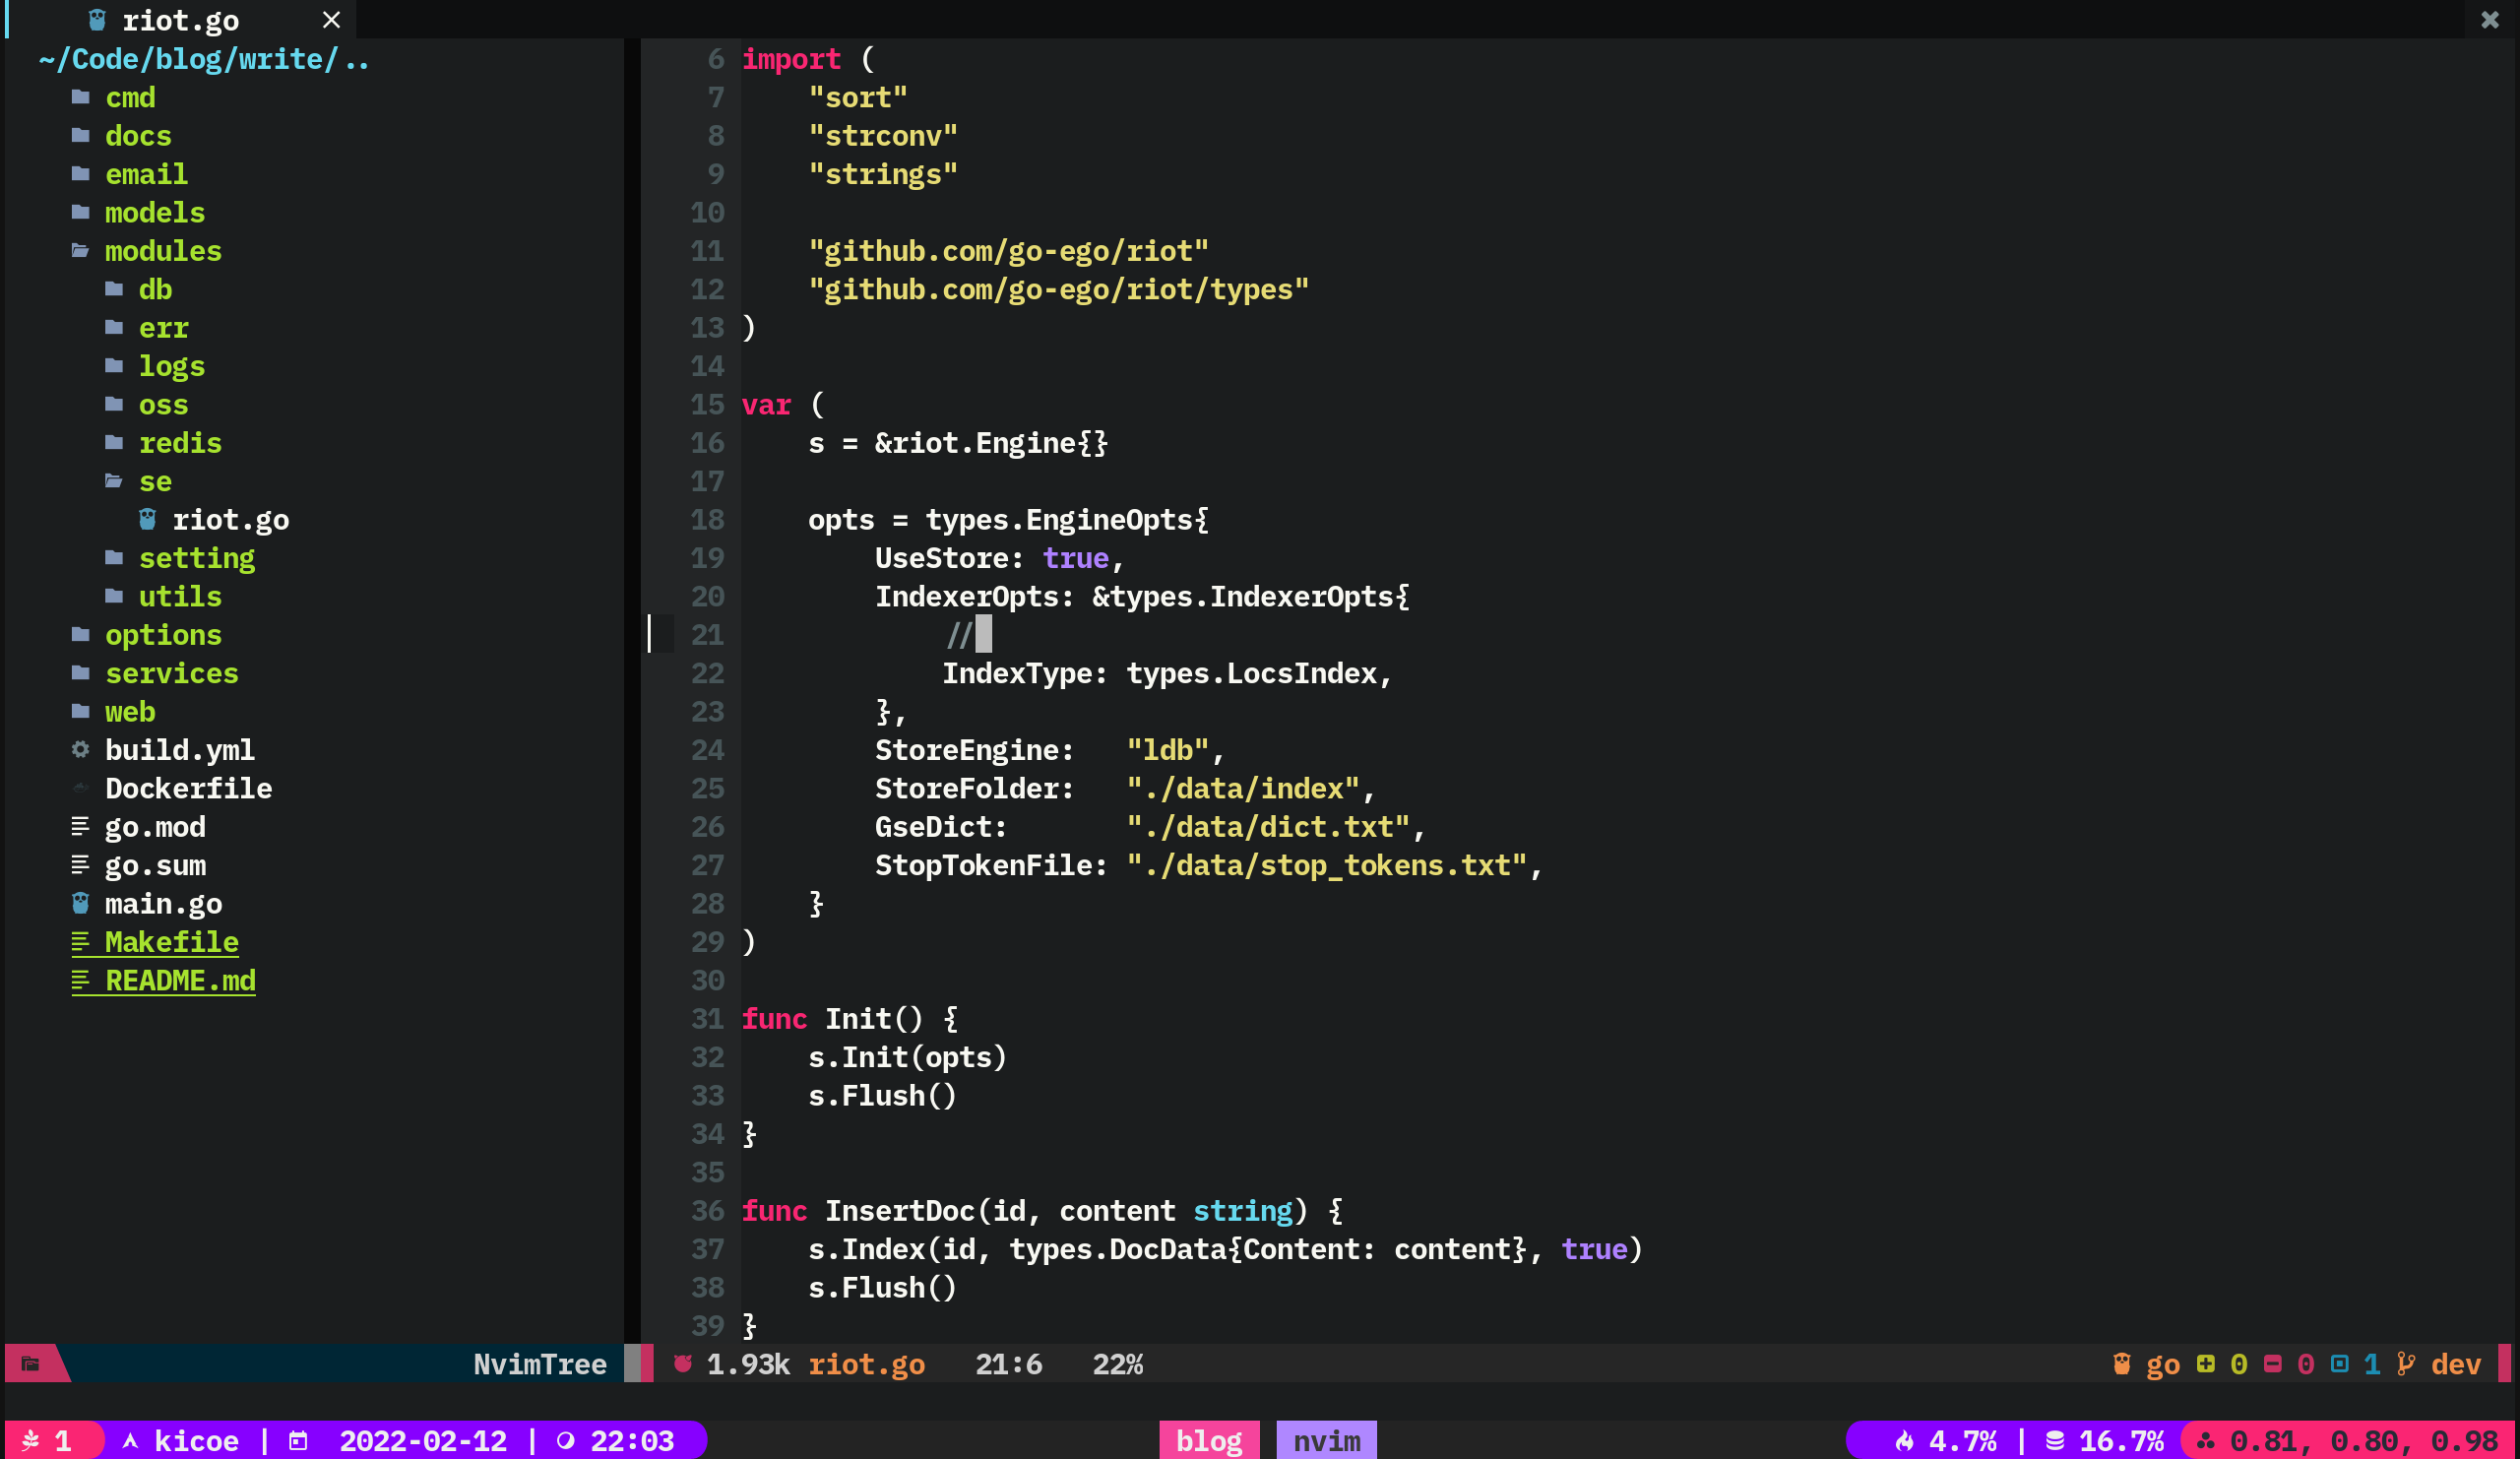 riot.go
~/Code/blog/write/..
cmd
docs
email
models
modules
db
err
logs
oss
redis
se
riot.go
setting
utils
options
services
web
build.yml
Dockerfile
go.mod
go.sum
main.go
Makefile
README.md
6 import (
7     "sort"
8     "strconv"
9     "strings"
10
11     "github.com/go-ego/riot"
12     "github.com/go-ego/riot/types"
13 )
14
15 var (
16     s = &riot.Engine{}
17
18     opts = types.EngineOpts{
19         UseStore: true,
20         IndexerOpts: &types.IndexerOpts{
21             //
22             IndexType: types.LocsIndex,
23         },
24         StoreEngine:   "ldb",
25         StoreFolder:   "./data/index",
26         GseDict:       "./data/dict.txt",
27         StopTokenFile: "./data/stop_tokens.txt",
28     }
29 )
30
31 func Init() {
32     s.Init(opts)
33     s.Flush()
34 }
35
36 func InsertDoc(id, content string) {
37     s.Index(id, types.DocData{Content: content}, true)
38     s.Flush()
39 }
NvimTree
1.93k riot.go 21:6 22%
go 0 0 1 dev
1 kicoe | 2022-02-12 | 22:03
blog nvim
4.7% | 16.7% 0.81, 0.80, 0.98